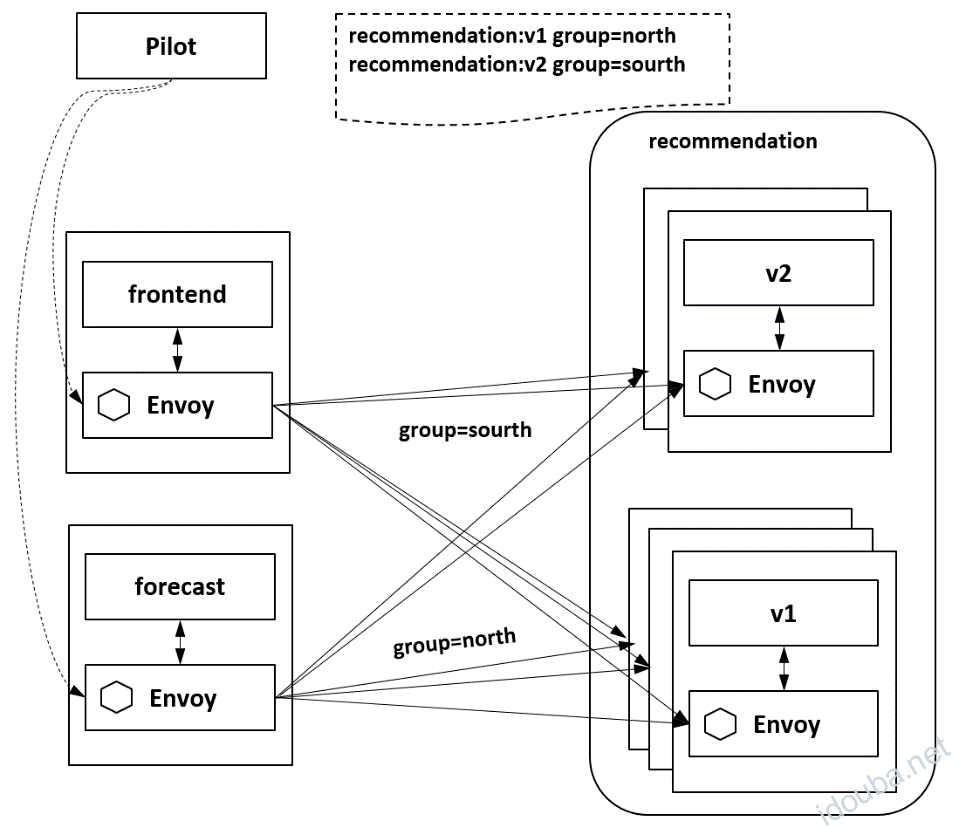 Pilot
recommendation:v1 group=north
recommendation:v2 group=sourth
recommendation
v2
Envoy
frontend
Envoy
group=sourth
forecast
Envoy
group=north
v1
Envoy
idouba.net